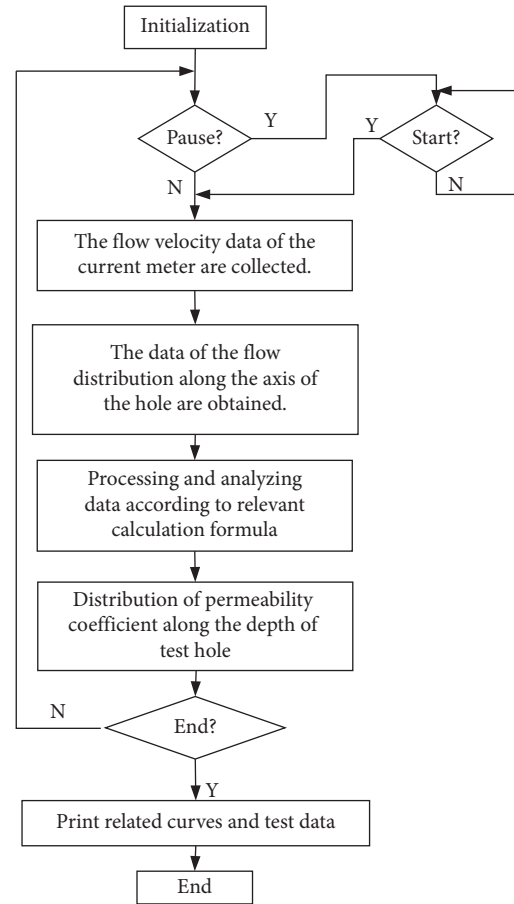 Initialization
Pause?
Y
Y
Start?
N
N
The flow velocity data of the
current meter are collected.
The data of the flow
distribution along the axis of
the hole are obtained.
Processing and analyzing
data according to relevant
calculation formula
Distribution of permeability
coefficient along the depth of
test hole
N
End?
Y
Print related curves and test data
End